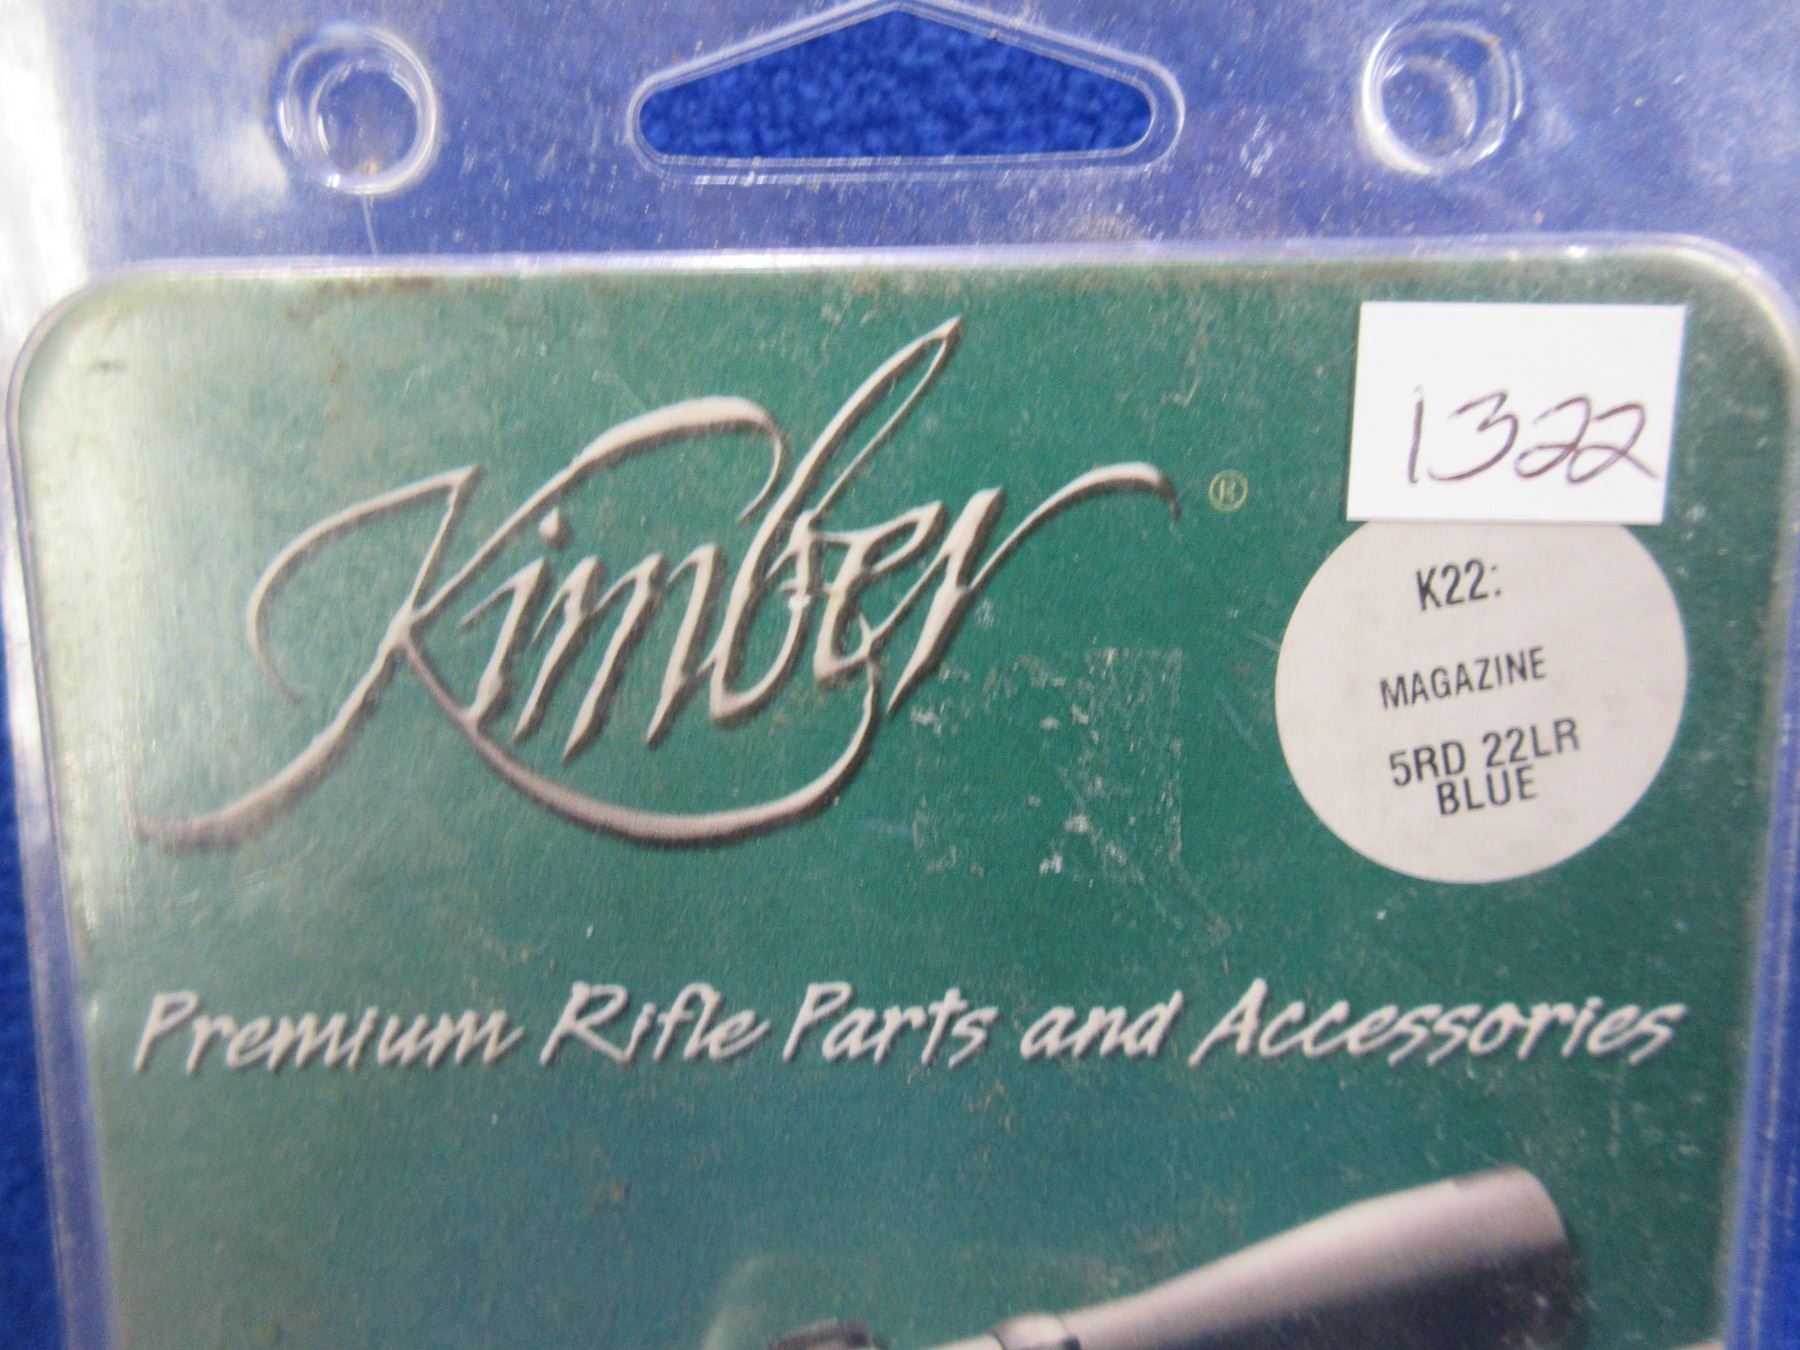 Kimber ®
1322
K22:
MAGAZINE
5RD 22LR
BLUE
Premium Rifle Parts and Accessories